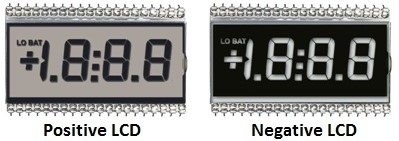 LO BAT
+1.8:8.8
Positive LCD
LO BAT
+1.8:8.8
Negative LCD